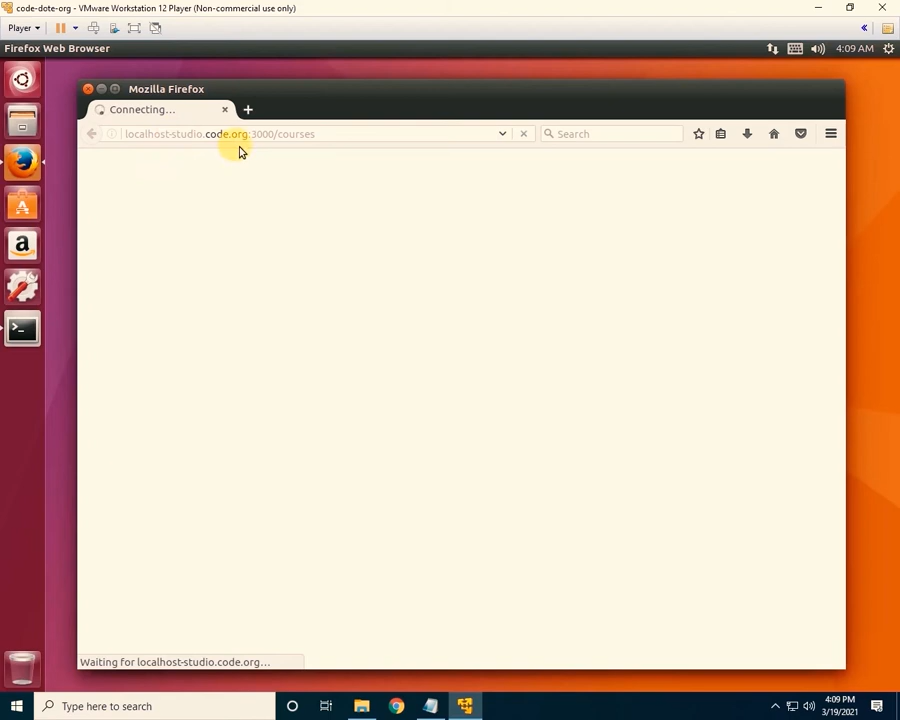 code-dote-org - VMware Workstation 12 Player (Non-commercial use only)
Player
Firefox Web Browser
4:09 AM
Mozilla Firefox
Connecting...
localhost-studio.code.org:3000/courses
Search
Waiting for localhost-studio.code.org...
Type here to search
4:09 PM
3/19/2021